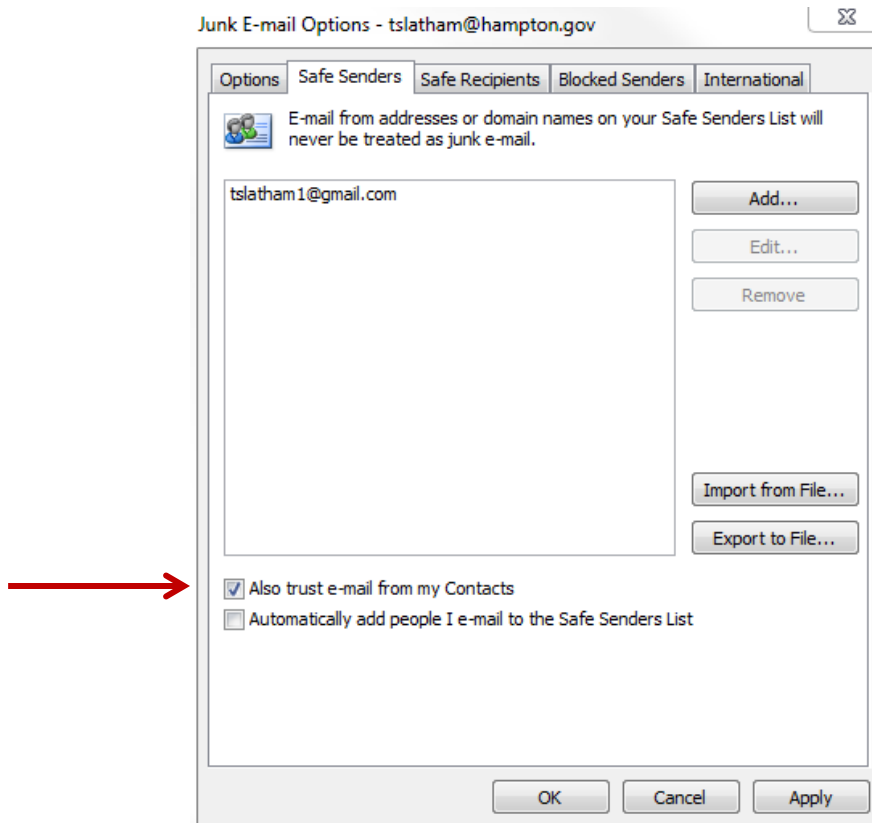 Junk E-mail Options - tslatham@hampton.gov
Options Safe Senders Safe Recipients Blocked Senders International
E-mail from addresses or domain names on your Safe Senders List will
never be treated as junk e-mail.
tslatham1@gmail.com
Add...
Edit...
Remove
Import from File...
Export to File...
Also trust e-mail from my Contacts
Automatically add people I e-mail to the Safe Senders List
OK Cancel Apply